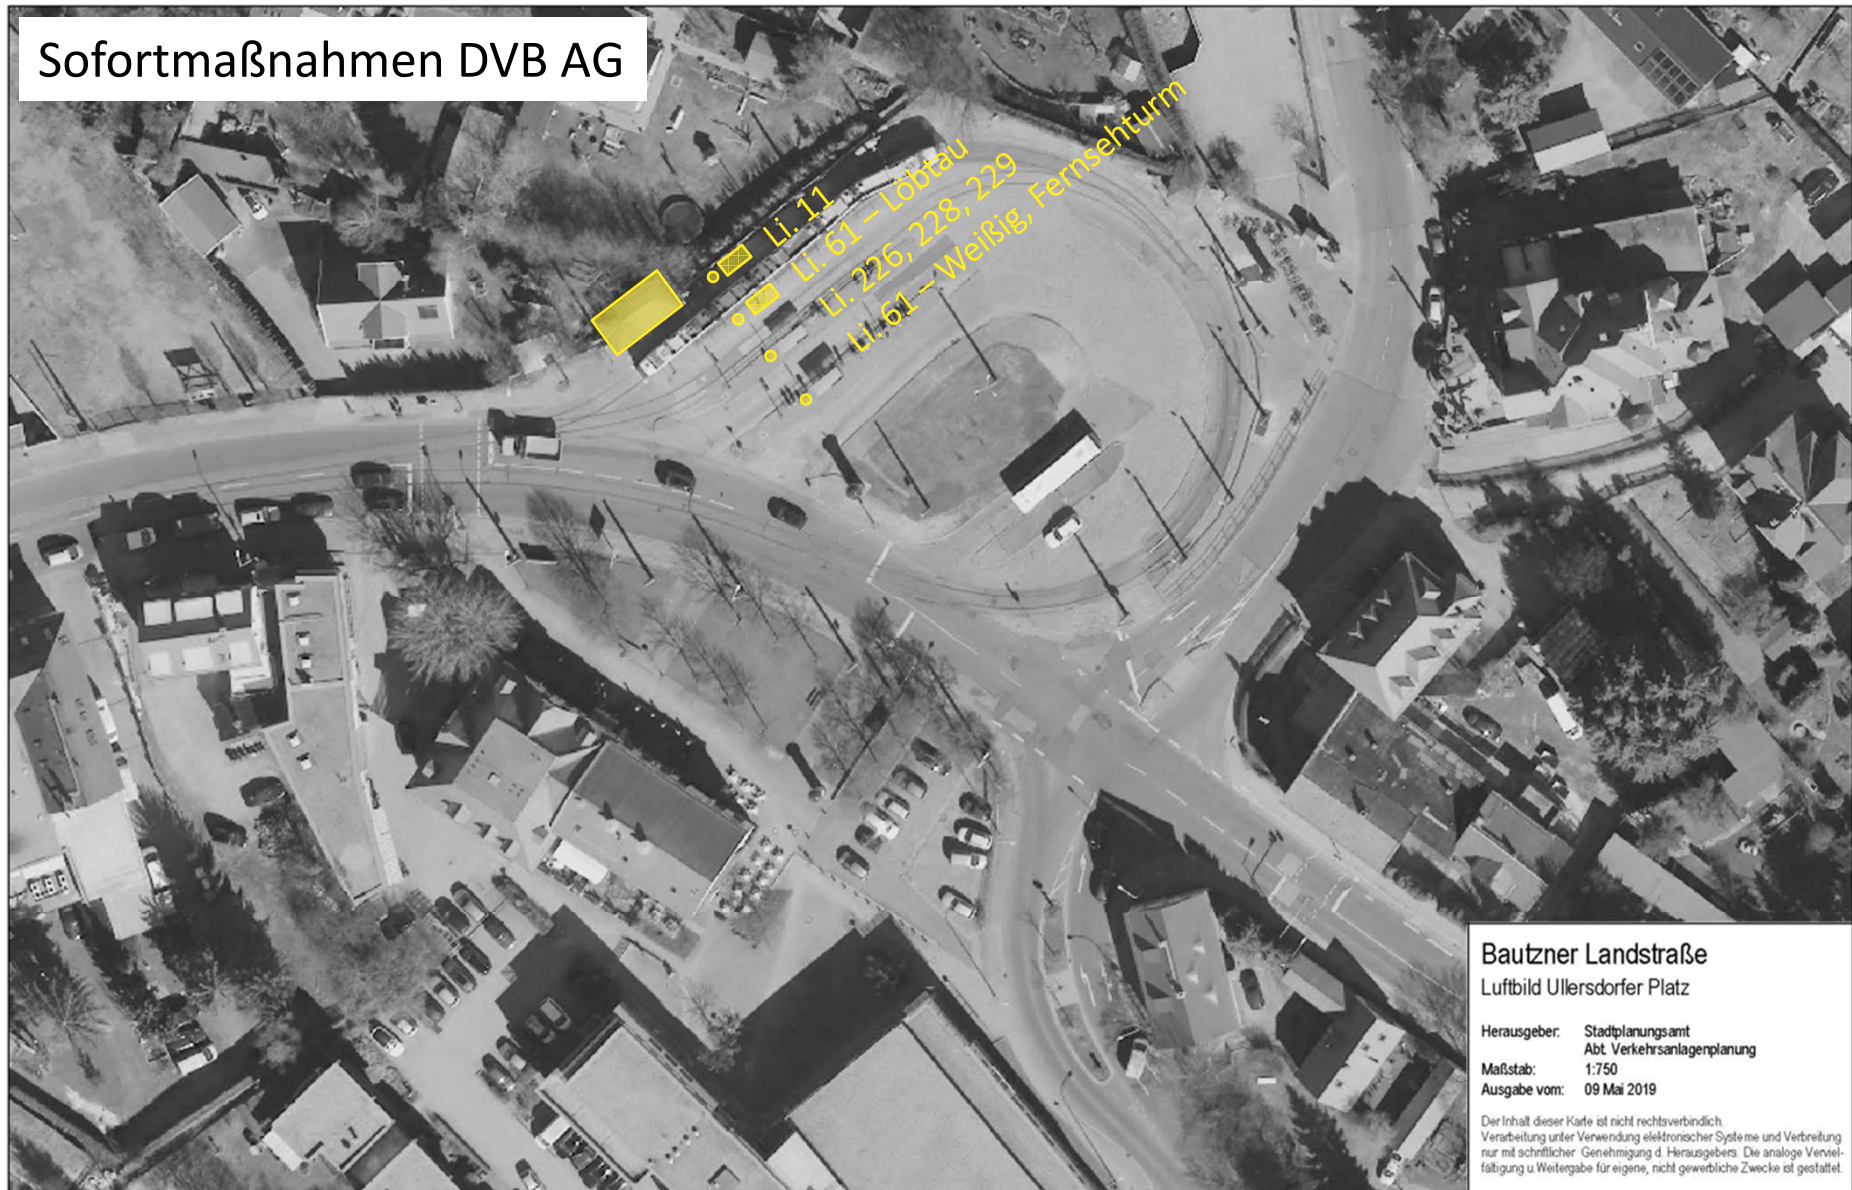 Sofortmaßnahmen DVB AG
Li. 11
Li. 61 – Löbtau
Li. 226, 228, 229
Li. 61 – Weißig, Fernsehturm
Bautzner Landstraße
Luftbild Ullersdorfer Platz
Herausgeber: Stadtplanungsamt
Abt. Verkehrsanlagenplanung
Maßstab: 1:750
Ausgabe vom: 09 Mai 2019
Der Inhalt dieser Karte ist nicht rechtsverbindlich.
Verarbeitung unter Verwendung elektronischer Systeme und Verbreitung
nur mit schriftlicher Genehmigung d. Herausgebers. Die analoge Verviel-
fältigung u. Weitergabe für eigene, nicht gewerbliche Zwecke ist gestattet.